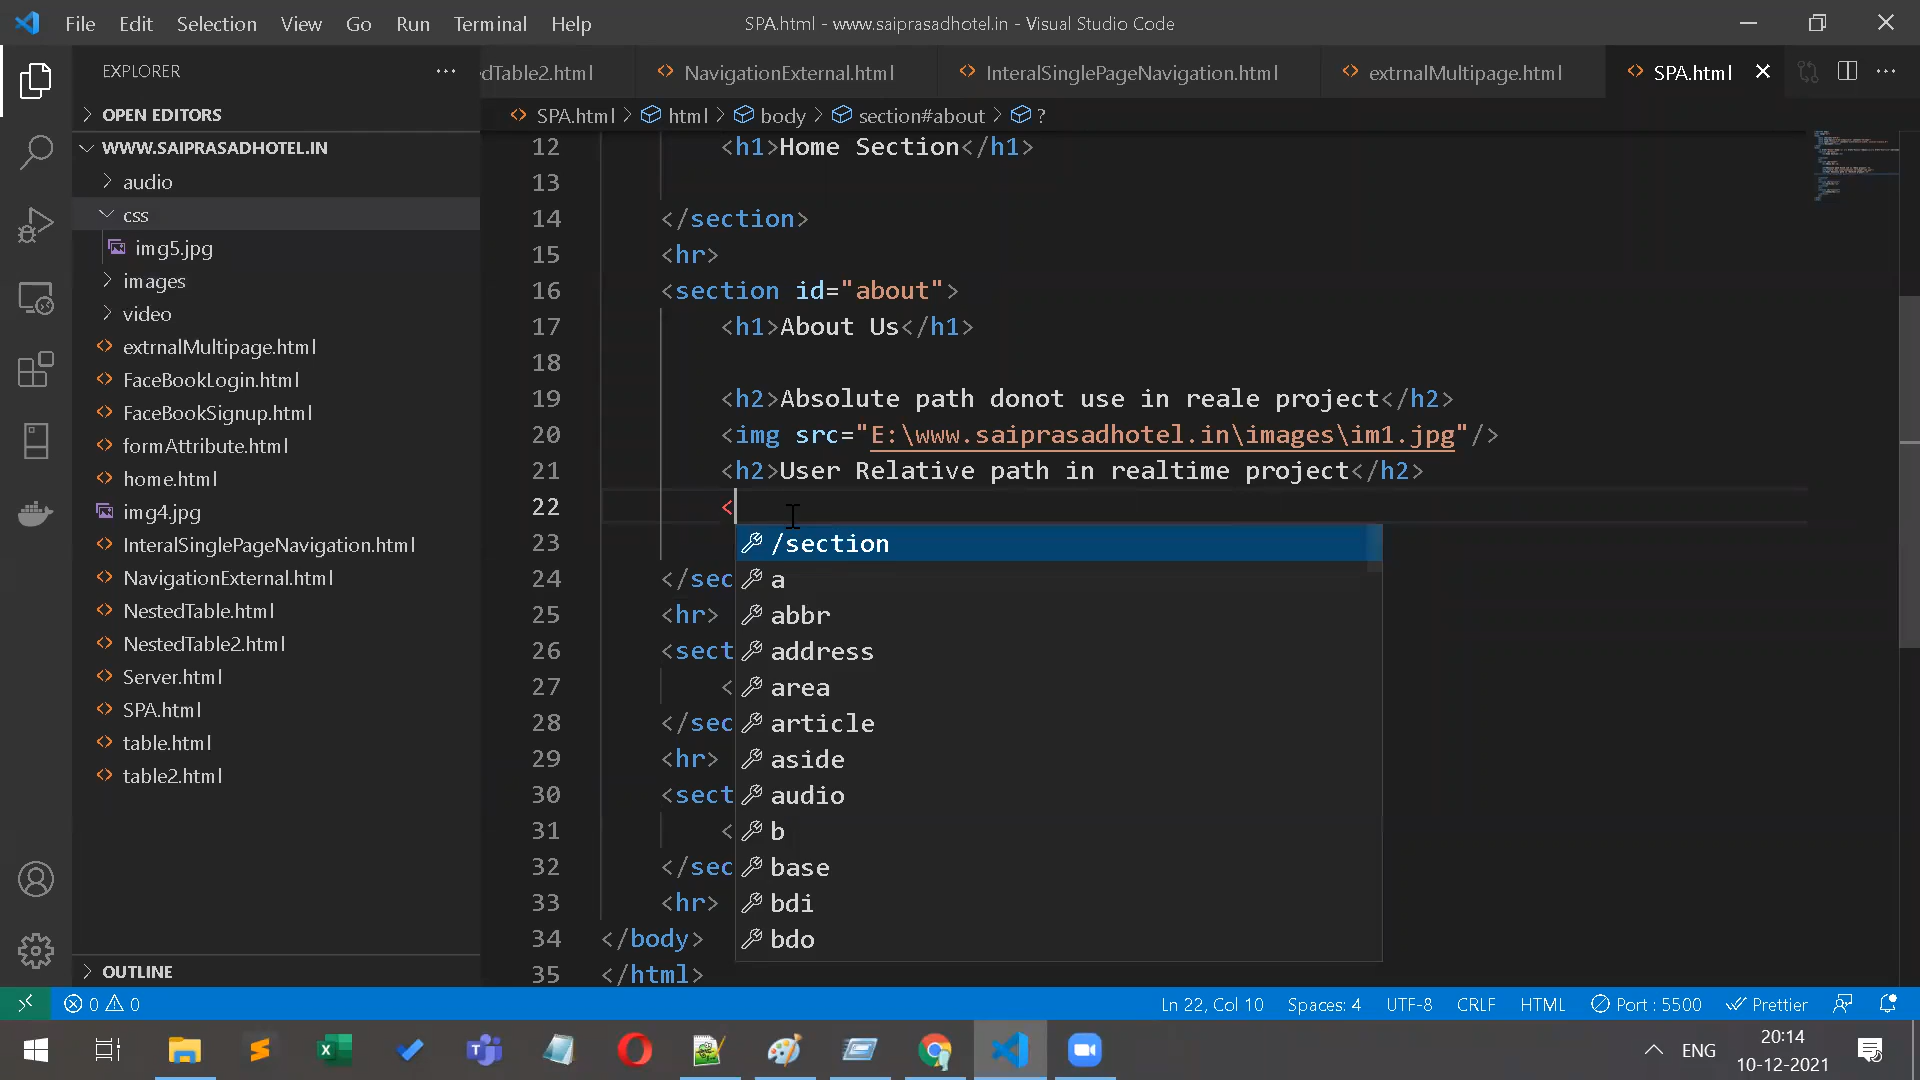 File Edit Selection View Go Run Terminal Help
SPA.html - www.saiprasadhotel.in - Visual Studio Code
EXPLORER
dTable2.html NavigationExternal.html InteralSinglePageNavigation.html extrnalMultipage.html SPA.html
OPEN EDITORS
SPA.html > html > body > section#about > ?
WWW.SAIPRASADHOTEL.IN
audio
css
img5.jpg
images
video
extrnalMultipage.html
FaceBookLogin.html
FaceBookSignup.html
formAttribute.html
home.html
img4.jpg
InteralSinglePageNavigation.html
NavigationExternal.html
NestedTable.html
NestedTable2.html
Server.html
SPA.html
table.html
table2.html
OUTLINE
12 <h1>Home Section</h1>
13
14 </section>
15 <hr>
16 <section id="about">
17 <h1>About Us</h1>
18
19 <h2>Absolute path donot use in reale project</h2>
20 <img src="E:\www.saiprasadhotel.in\images\im1.jpg"/>
21 <h2>User Relative path in realtime project</h2>
22 <
23
24 </sec
25 <hr>
26 <sect
27 <
28 </sec
29 <hr>
30 <sect
31 <
32 </sec
33 <hr>
34 </body>
35 </html>
/section
a
abbr
address
area
article
aside
audio
b
base
bdi
bdo
0 0 Ln 22, Col 10 Spaces: 4 UTF-8 CRLF HTML Port : 5500 Prettier
ENG
20:14
10-12-2021